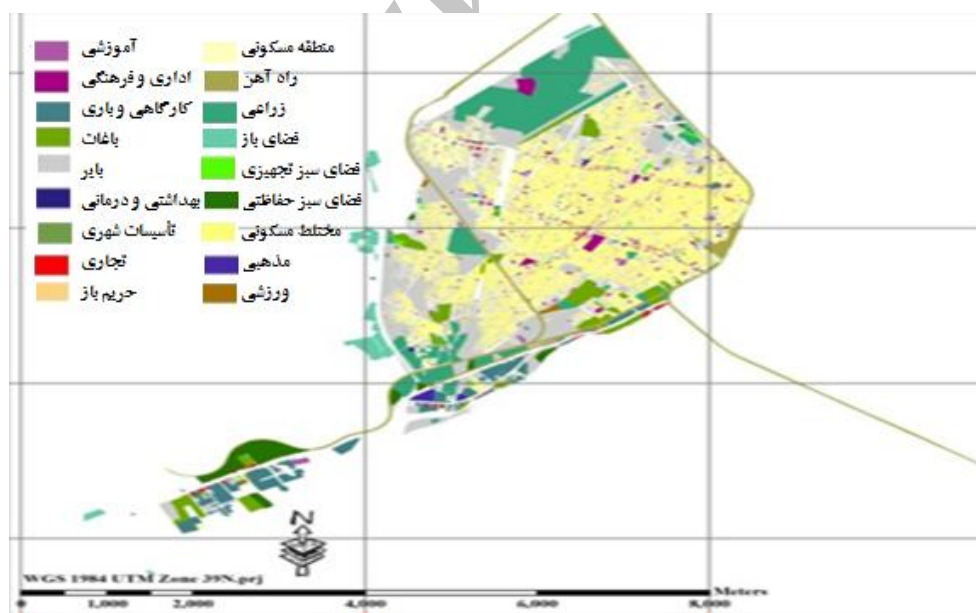 منطقه مسکونی
راه آهن
زراعی
فضای باز
فضای سبز تجهیزی
فضای سبز حفاظتی
مختلط مسکونی
مذهبی
ورزشی
آموزشی
اداری و فرهنگی
کارگاهی و باری
باغات
بایر
بهداشتی و درمانی
تأسیسات شهری
تجاری
حریم باز
N
WGS 1984 UTM Zone 39N.prj
Meters
0 1,000 2,000 4,000 6,000 8,000